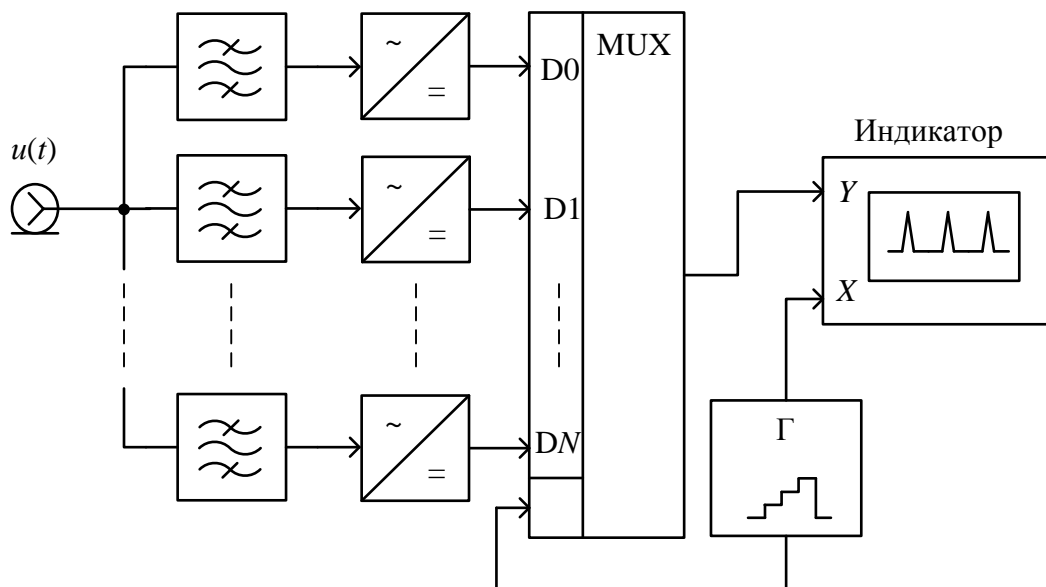 MUX
D0
Индикатор
u(t)
Y
D1
X
Г
DN
~
=
~
=
~
=